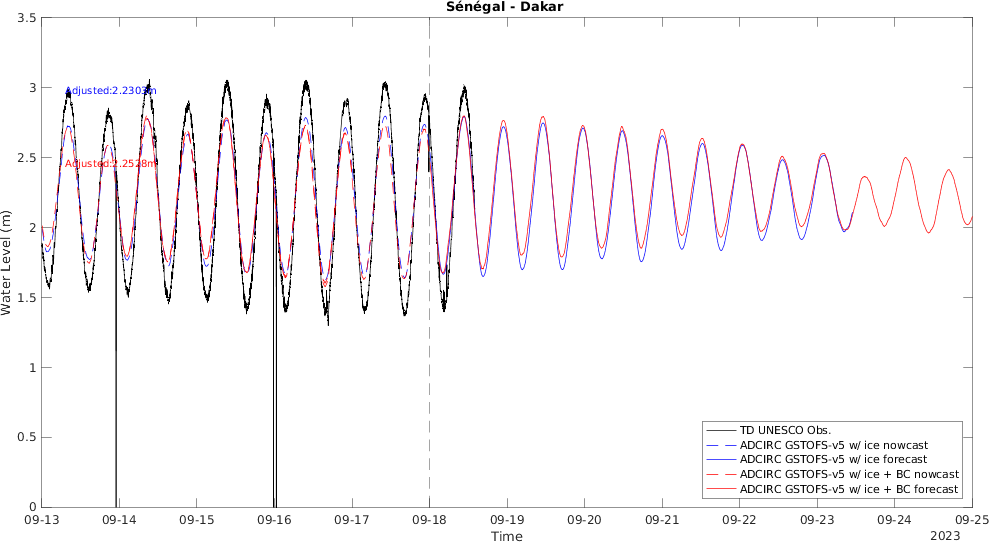 Sénégal - Dakar
3.5
3
2.5
2
1.5
1
0.5
0
Water Level (m)
Adjusted:2.2303m
Adjusted:2.2528m
TD UNESCO Obs.
ADCIRC GSTOFS-v5 w/ ice nowcast
ADCIRC GSTOFS-v5 w/ ice forecast
ADCIRC GSTOFS-v5 w/ ice + BC nowcast
ADCIRC GSTOFS-v5 w/ ice + BC forecast
09-13 09-14 09-15 09-16 09-17 09-18 09-19 09-20 09-21 09-22 09-23 09-24 09-25
Time
2023